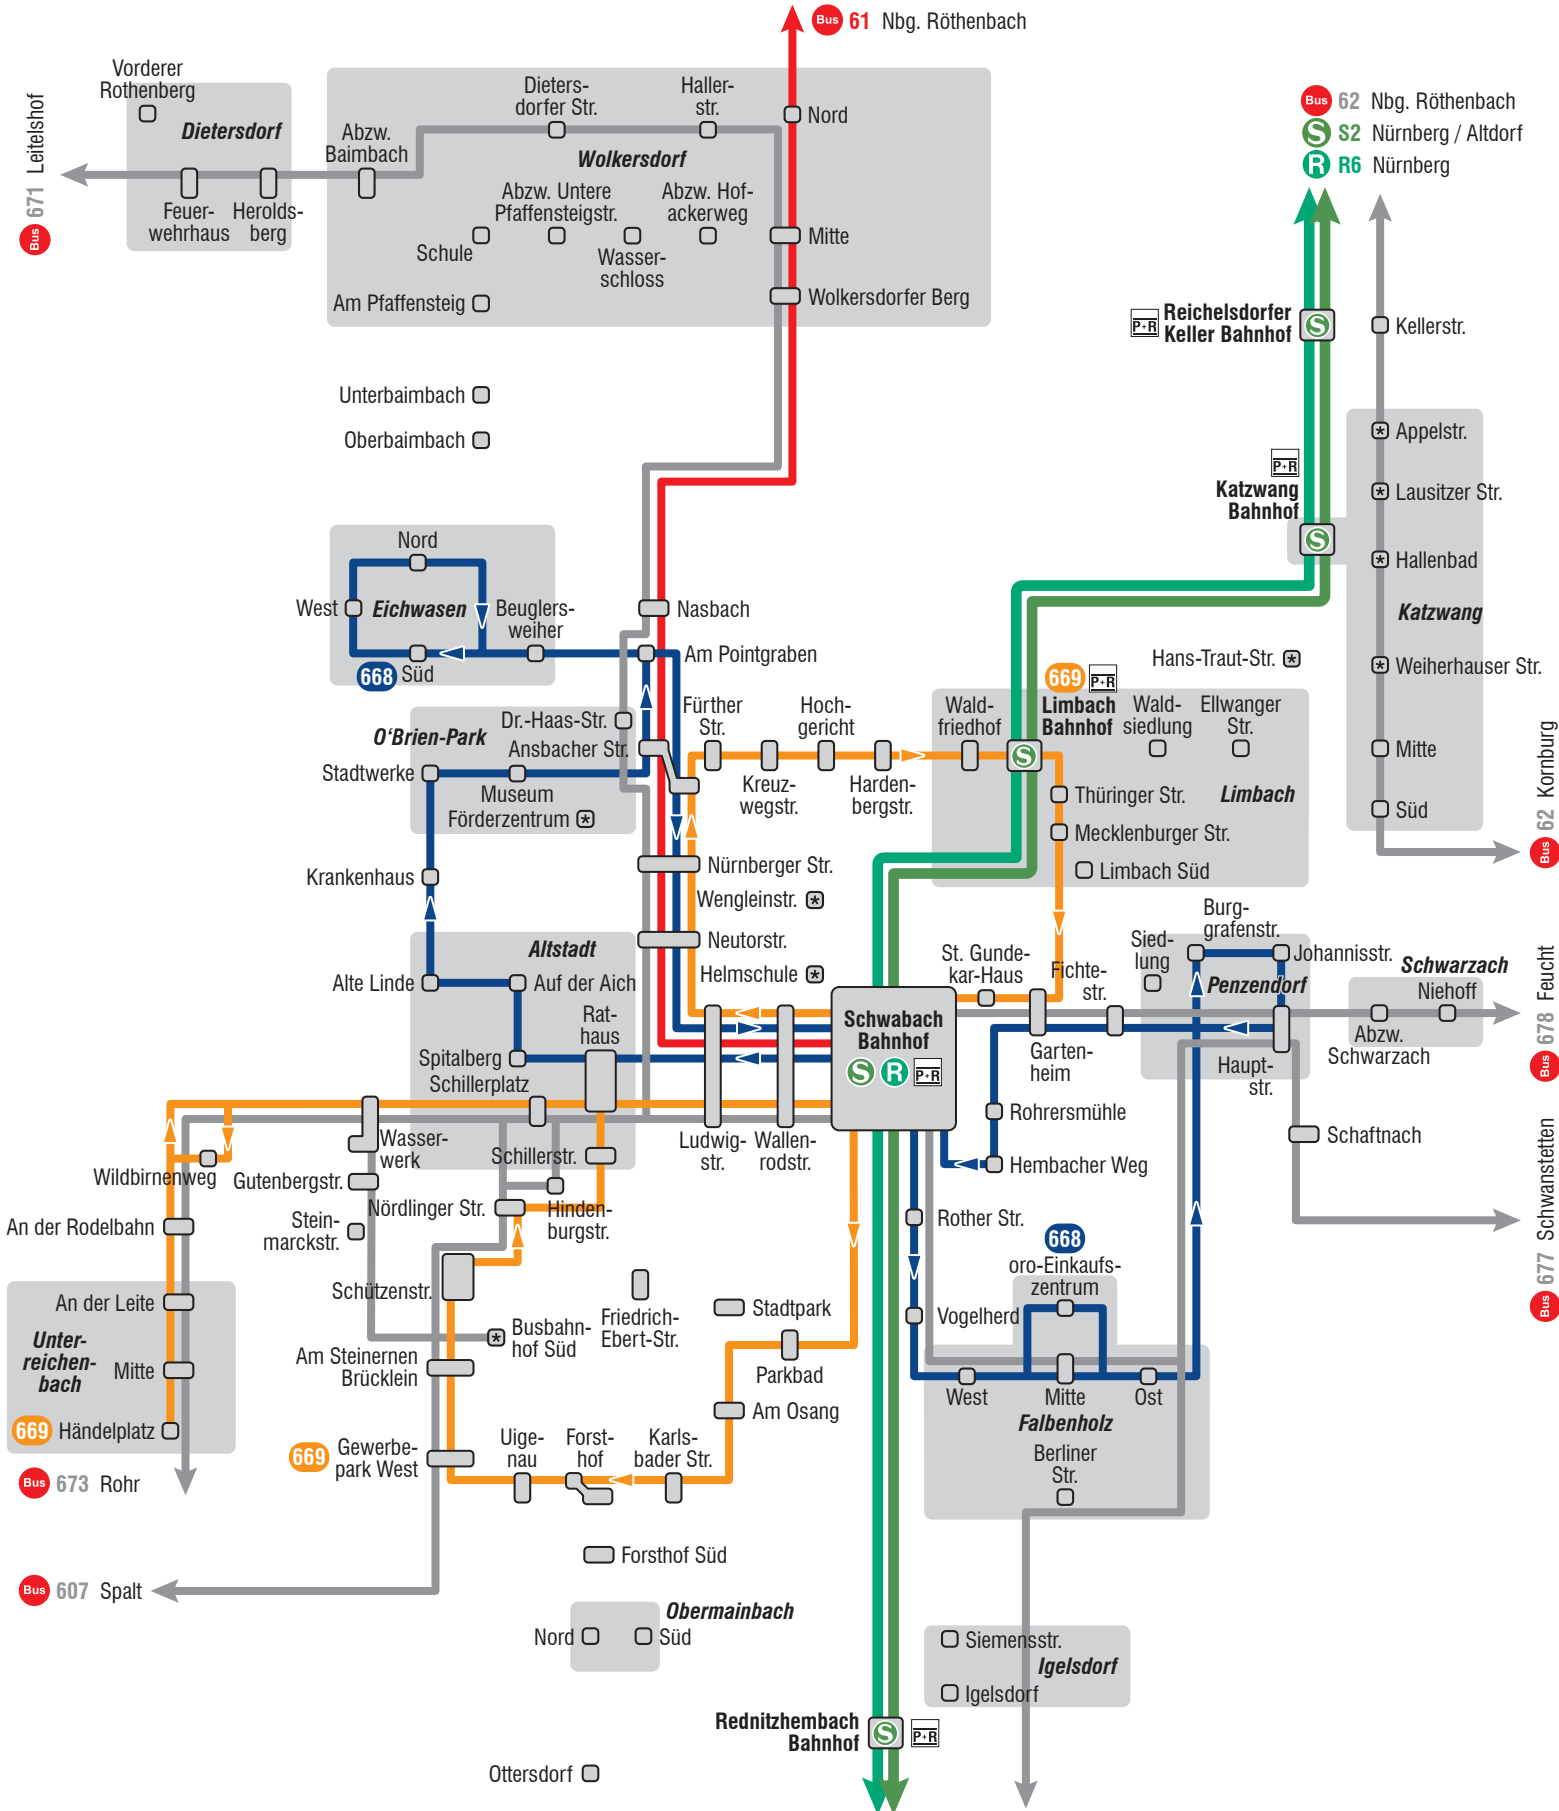 Bus 61 Nbg. Röthenbach
Bus 62 Nbg. Röthenbach
S S2 Nürnberg / Altdorf
R R6 Nürnberg
Bus 671 Leitelshof
Vorderer
Rothenberg
Dietersdorf
Feuer-
wehrhaus
Herolds-
berg
Abzw.
Baimbach
Dieters-
dorfer Str.
Haller-
str.
Nord
Wolkersdorf
Abzw. Untere
Pfaffensteigstr.
Abzw. Hof-
ackerweg
Schule
Wasser-
schloss
Mitte
Am Pfaffensteig
Wolkersdorfer Berg
Unterbaimbach
Oberbaimbach
P+R
Reichelsdorfer
Keller Bahnhof
S
Kellerstr.
Appelstr.
P+R
Katzwang
Bahnhof
S
Lausitzer Str.
Hallenbad
Katzwang
Weiherhauser Str.
Mitte
Süd
Bus 62 Kornburg
Nord
West
Eichwasen
Beuglers-
weiher
668 Süd
Nasbach
Am Pointgraben
Hans-Traut-Str.
O'Brien-Park
Dr.-Haas-Str.
Ansbacher Str.
Stadtwerke
Museum
Förderzentrum
Fürther
Str.
Kreuz-
wegstr.
Hoch-
gericht
Harden-
bergstr.
Wald-
friedhof
669 P+R
Limbach
Bahnhof
S
Wald-
siedlung
Ellwanger
Str.
Thüringer Str.
Limbach
Mecklenburger Str.
Limbach Süd
Krankenhaus
Nürnberger Str.
Wengleinstr.
Neutorstr.
Helmschule
Altstadt
Alte Linde
Auf der Aich
Rat-
haus
Spitalberg
Schillerplatz
Schillerstr.
Schwabach
Bahnhof
S R P+R
St. Gunde-
kar-Haus
Fichte-
str.
Garten-
heim
Sied-
lung
Burg-
grafenstr.
Johannisstr.
Penzendorf
Haupt-
str.
Schwarzach
Niehoff
Abzw.
Schwarzach
Bus 678 Feucht
Schaftnach
Bus 677 Schwanstetten
Rohrersmühle
Hembacher Weg
Ludwig-
str.
Wallen-
rodstr.
Wasser-
werk
Wildbirnenweg
Gutenbergstr.
Nördlinger Str.
Hinden-
burgstr.
An der Rodelbahn
Stein-
marckstr.
Schützenstr.
An der Leite
Unter-
reichen-
bach
Mitte
669 Händelplatz
Bus 673 Rohr
Busbahn-
hof Süd
Friedrich-
Ebert-Str.
Stadtpark
Parkbad
Am Osang
Am Steinernen
Brücklein
669 Gewerbe-
park West
Uige-
nau
Forst-
hof
Karls-
bader Str.
Forsthof Süd
Bus 607 Spalt
Obermainbach
Nord
Süd
Ottersdorf
Rother Str.
668
oro-Einkaufs-
zentrum
Vogelherd
West
Mitte
Ost
Falbenholz
Berliner
Str.
Siemensstr.
Igelsdorf
Igelsdorf
Rednitzhembach
Bahnhof
S P+R